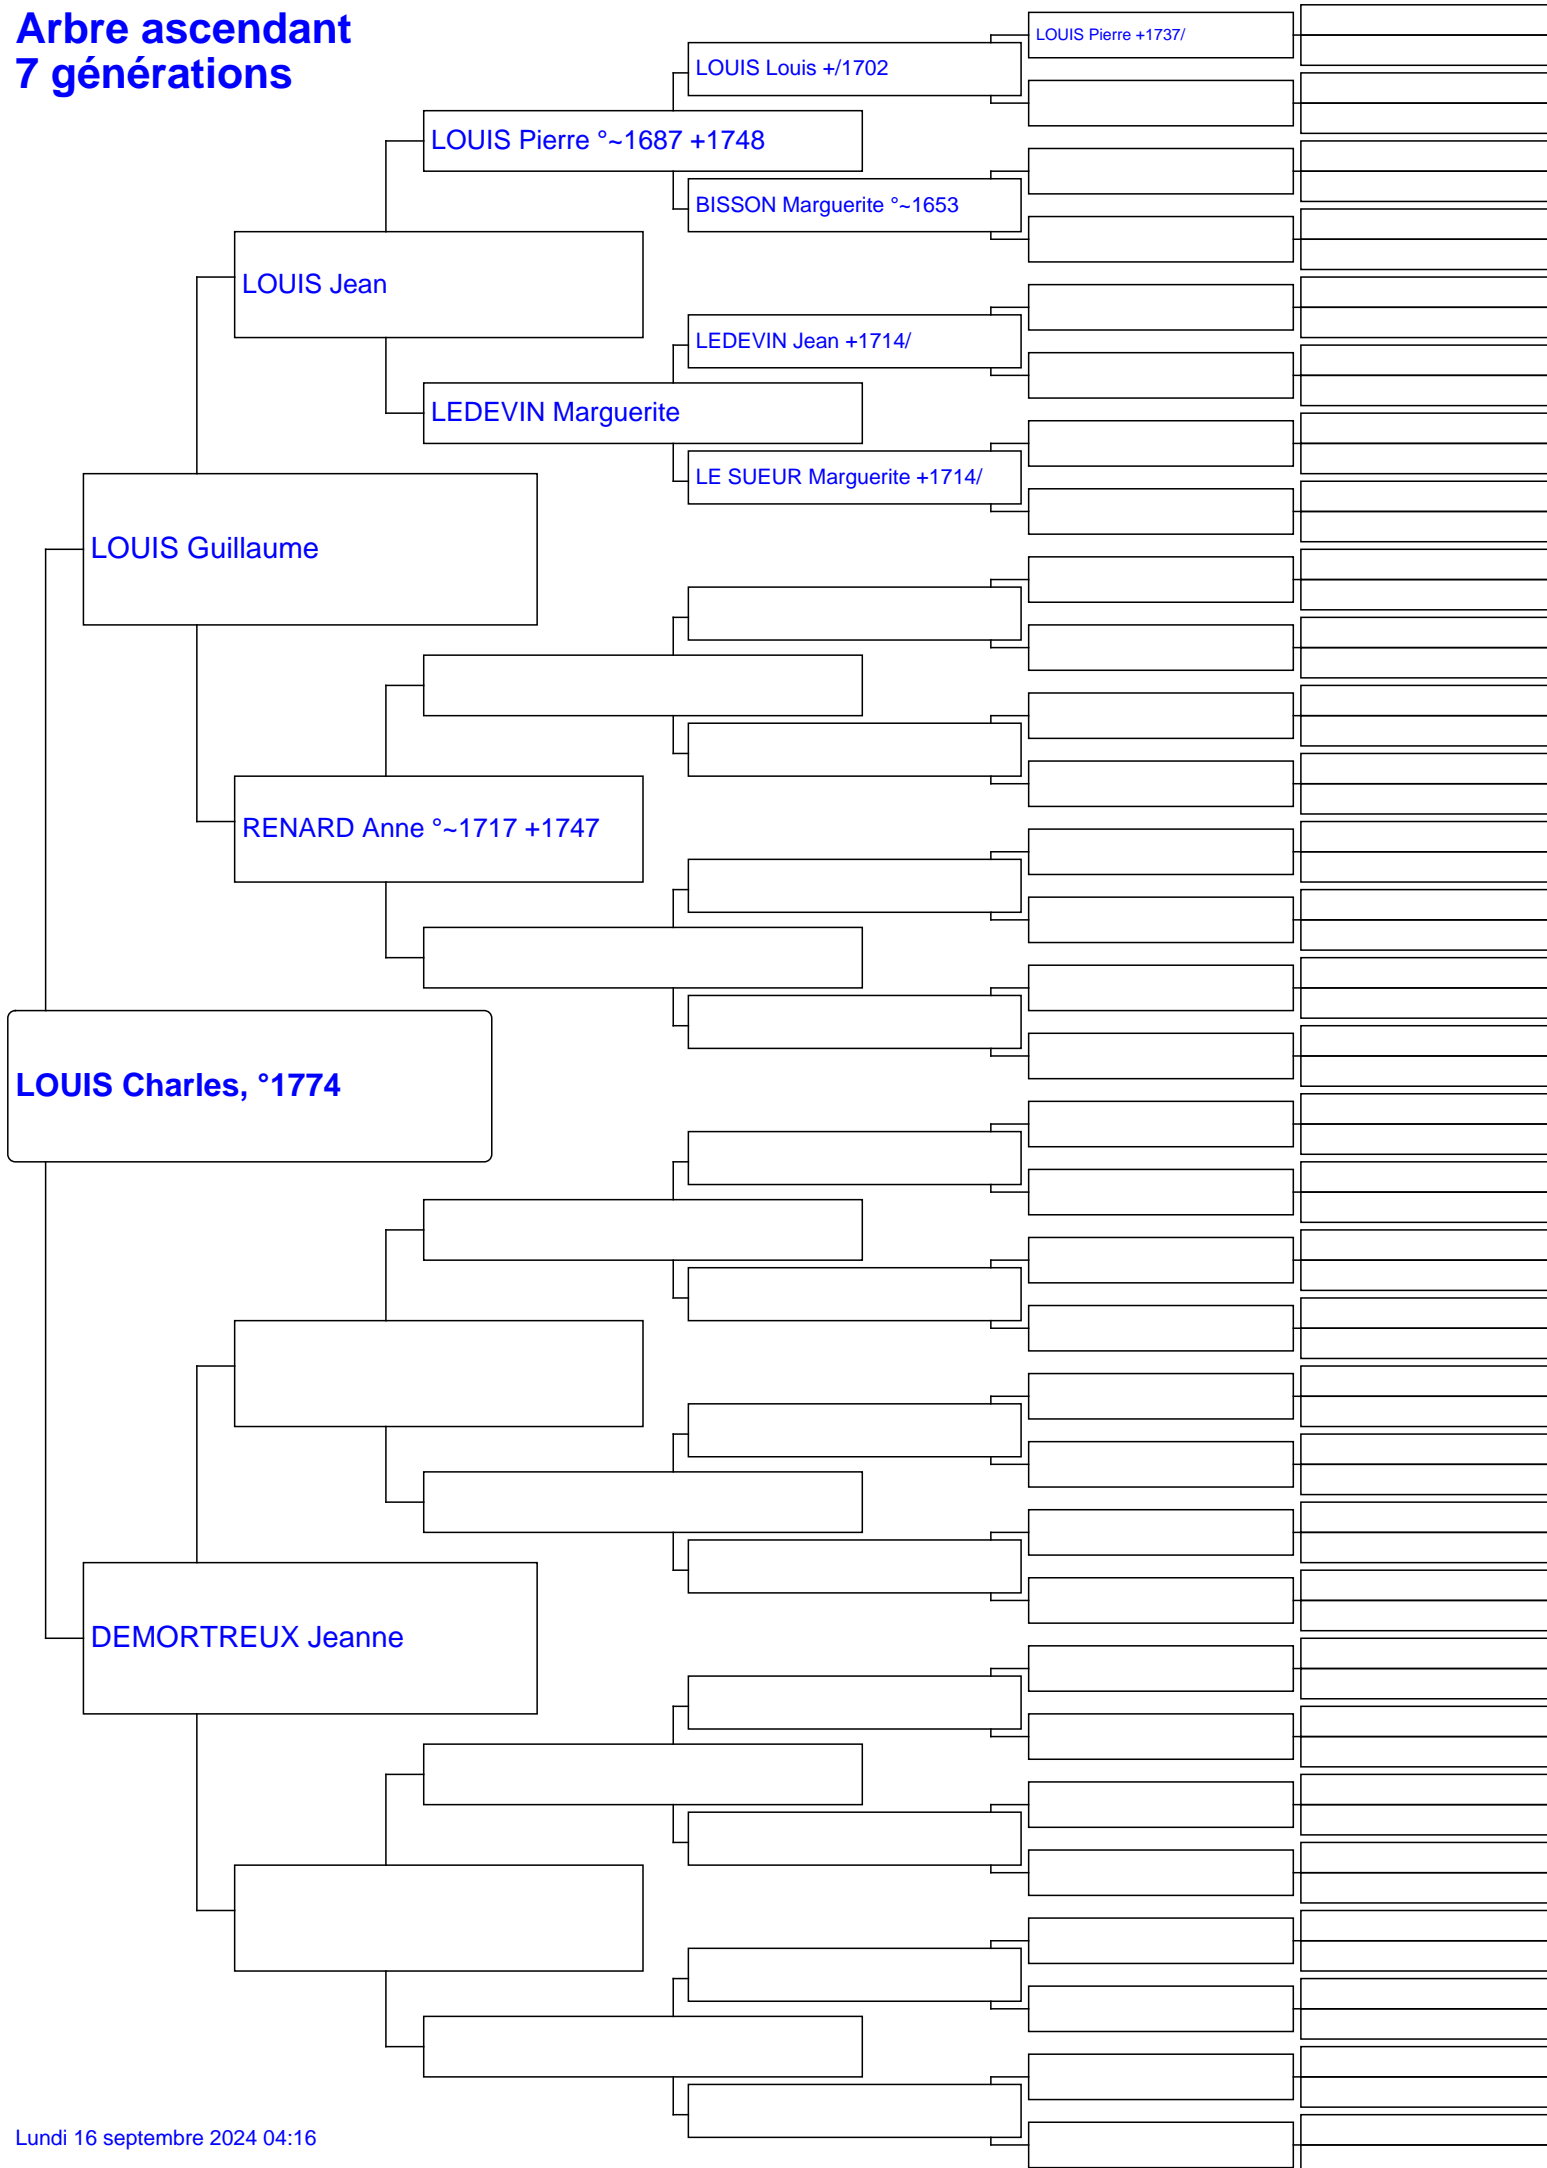 Arbre ascendant
7 générations
LOUIS Pierre +1737/
LOUIS Louis +/1702
LOUIS Pierre °~1687 +1748
BISSON Marguerite °~1653
LOUIS Jean
LEDEVIN Jean +1714/
LEDEVIN Marguerite
LE SUEUR Marguerite +1714/
LOUIS Guillaume
RENARD Anne °~1717 +1747
LOUIS Charles, °1774
DEMORTREUX Jeanne
Lundi 16 septembre 2024 04:16